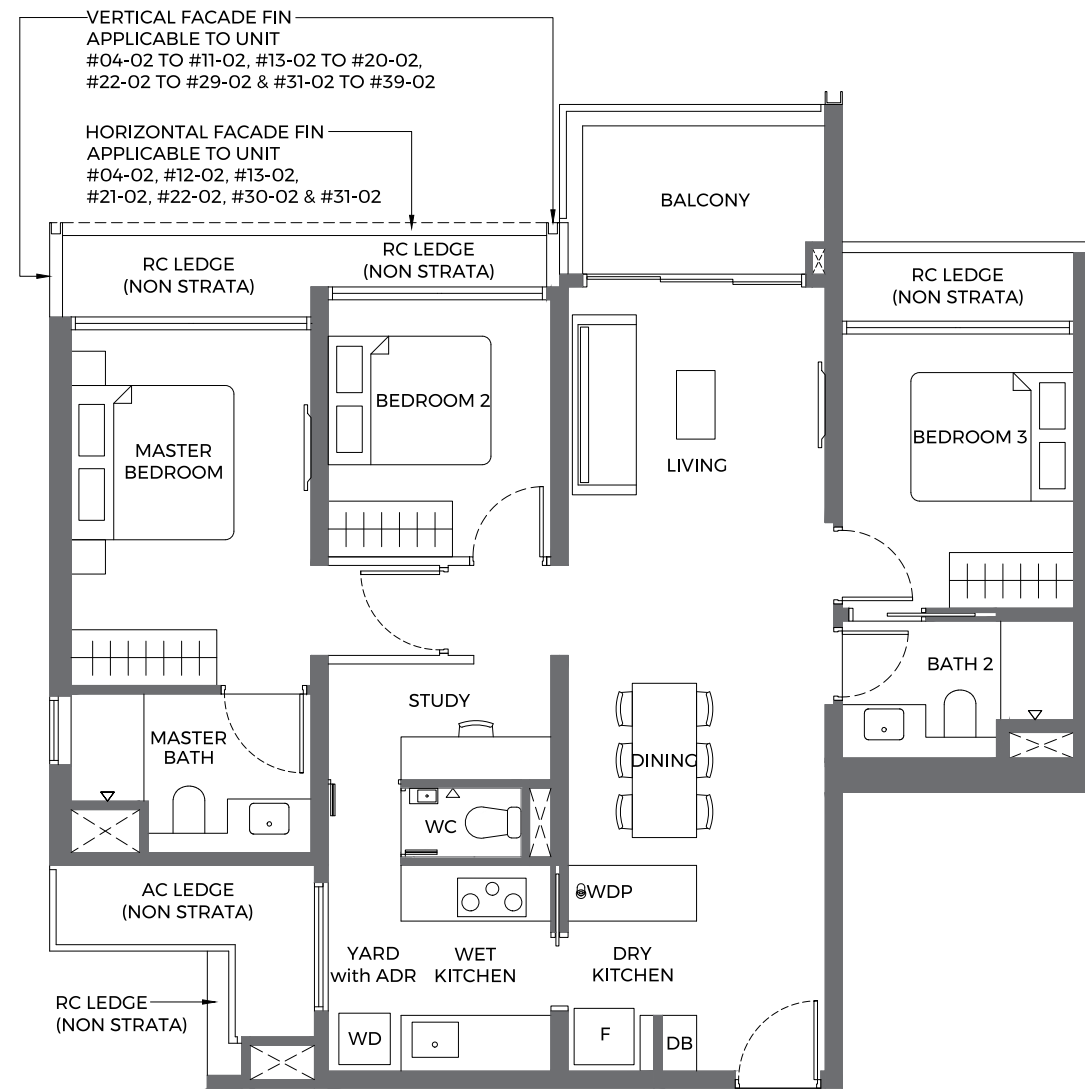 VERTICAL FACADE FIN
APPLICABLE TO UNIT
#04-02 TO #11-02, #13-02 TO #20-02,
#22-02 TO #29-02 & #31-02 TO #39-02
HORIZONTAL FACADE FIN
APPLICABLE TO UNIT
#04-02, #12-02, #13-02,
#21-02, #22-02, #30-02 & #31-02
BALCONY
RC LEDGE
(NON STRATA)
RC LEDGE
(NON STRATA)
RC LEDGE
(NON STRATA)
MASTER
BEDROOM
BEDROOM 2
LIVING
BEDROOM 3
BATH 2
STUDY
MASTER
BATH
DINING
WC
AC LEDGE
(NON STRATA)
WDP
YARD
with ADR
WET
KITCHEN
DRY
KITCHEN
RC LEDGE
(NON STRATA)
WD
F
DB